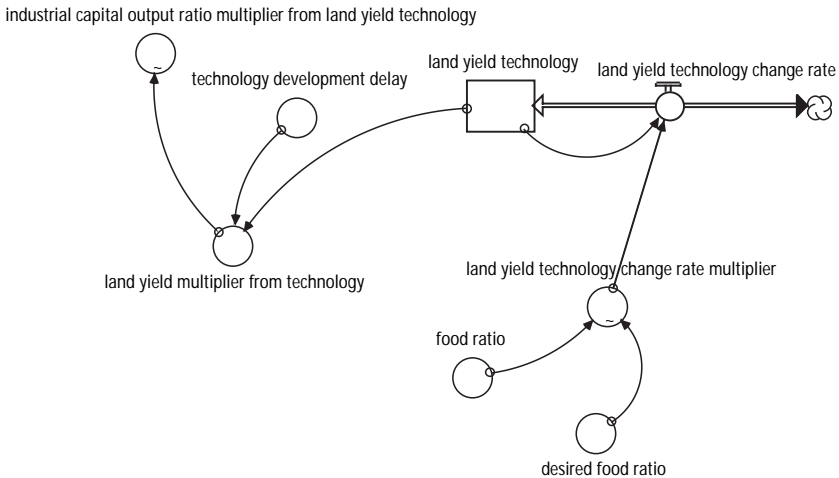 industrial capital output ratio multiplier from land yield technology
land yield technology
land yield technology change rate
technology development delay
land yield multiplier from technology
land yield technology change rate multiplier
food ratio
desired food ratio